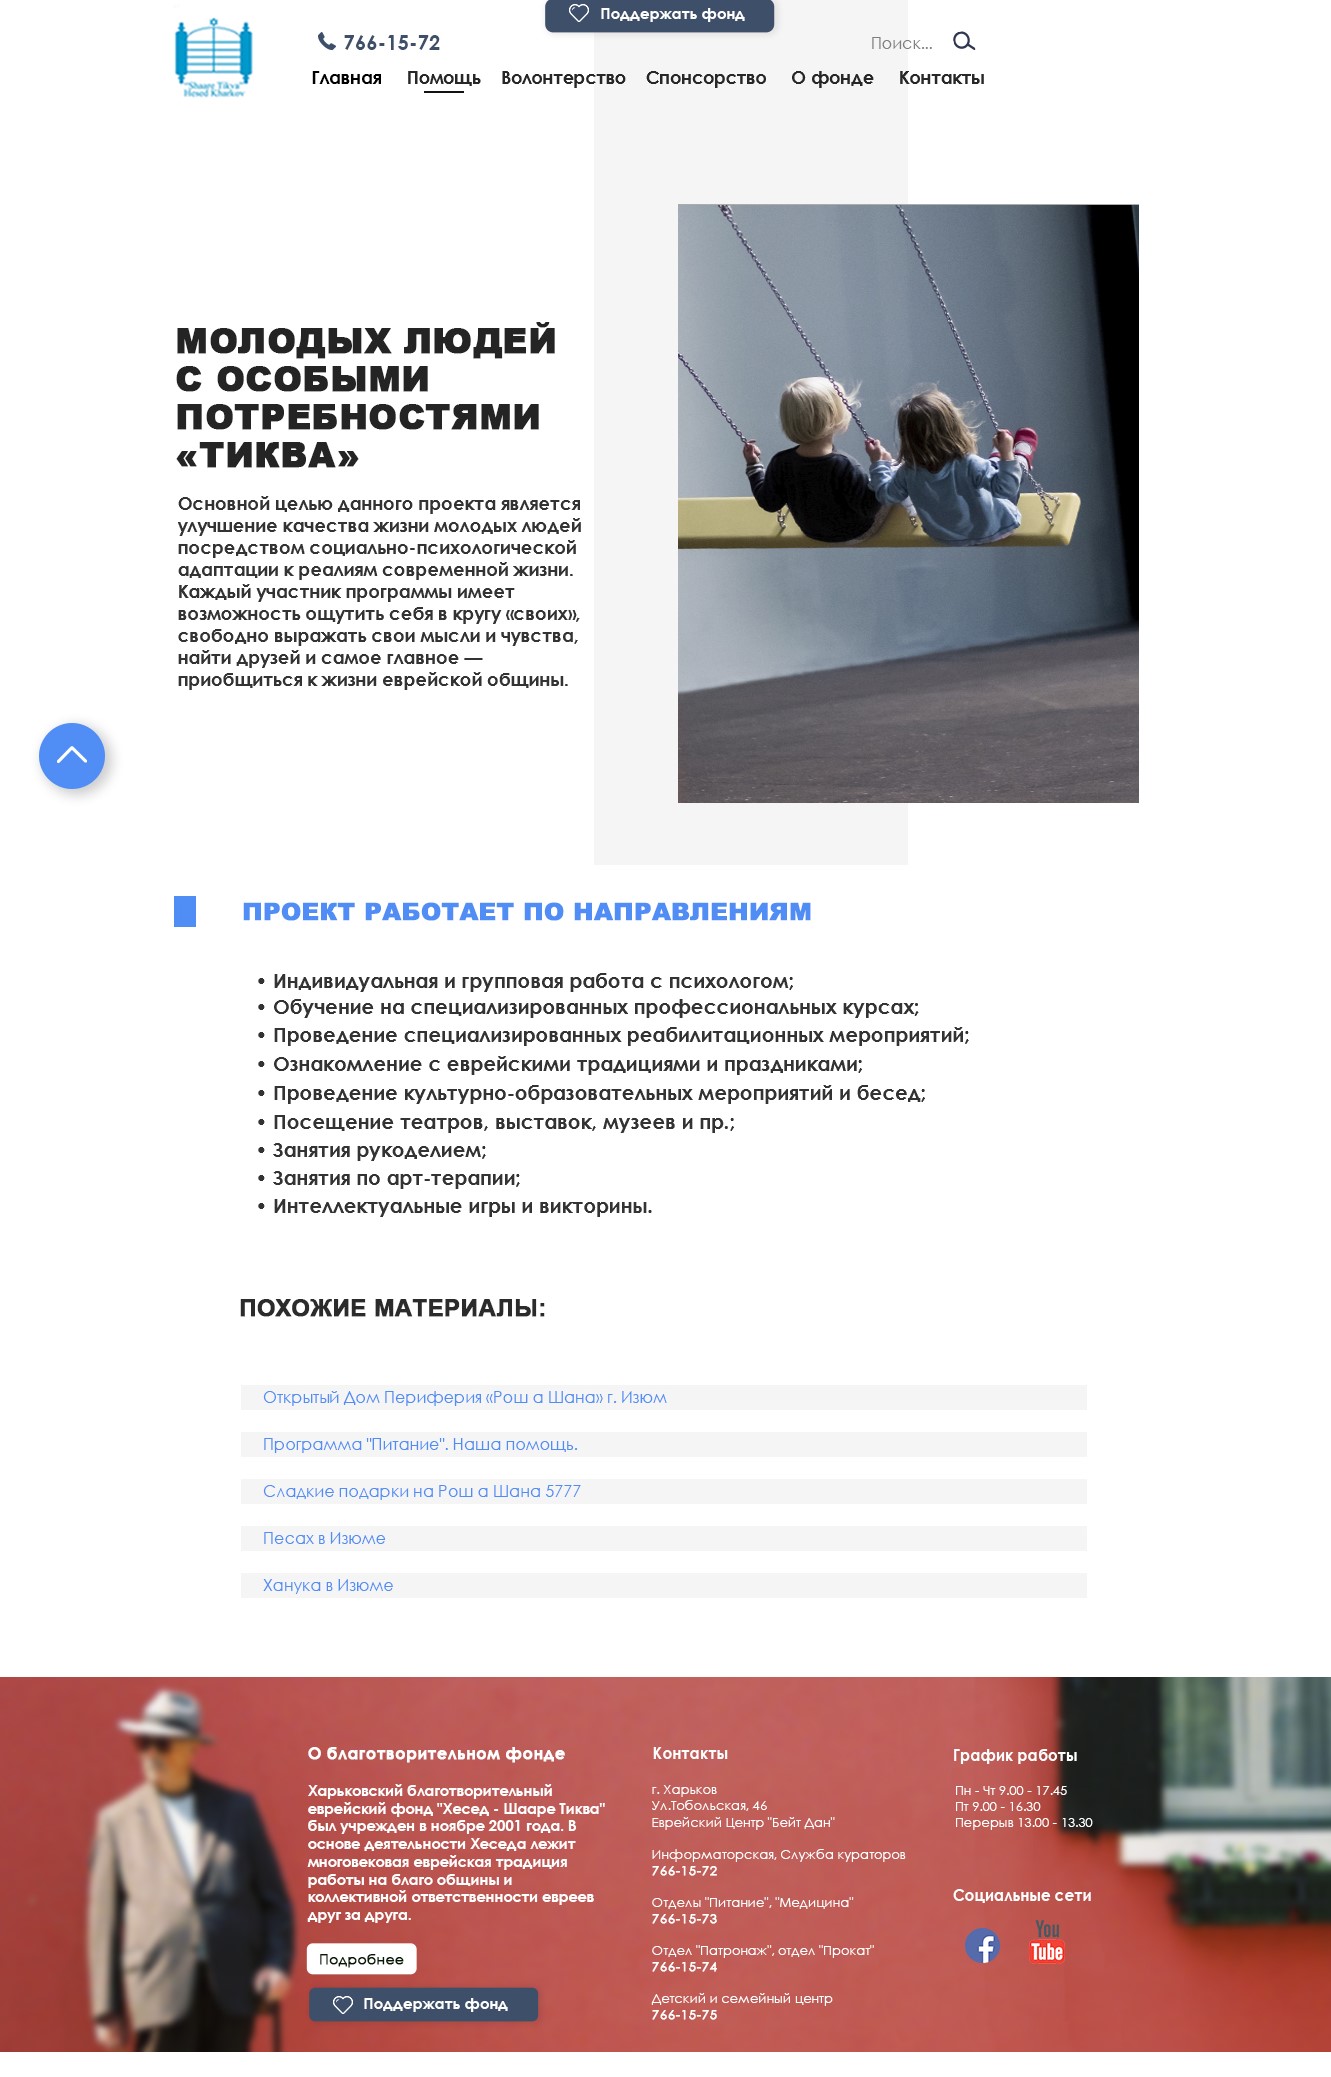 Поддержать фонд
766-15-72
Поиск...
"Shaare Tikva"
Hesed Kharkov
Главная Помощь Волонтерство Спонсорство О фонде Контакты
МОЛОДЫХ ЛЮДЕЙ
С ОСОБЫМИ
ПОТРЕБНОСТЯМИ
«ТИКВА»
Основной целью данного проекта является
улучшение качества жизни молодых людей
посредством социально-психологической
адаптации к реалиям современной жизни.
Каждый участник программы имеет
возможность ощутить себя в кругу «своих»,
свободно выражать свои мысли и чувства,
найти друзей и самое главное —
приобщиться к жизни еврейской общины.
ПРОЕКТ РАБОТАЕТ ПО НАПРАВЛЕНИЯМ
• Индивидуальная и групповая работа с психологом;
• Обучение на специализированных профессиональных курсах;
• Проведение специализированных реабилитационных мероприятий;
• Ознакомление с еврейскими традициями и праздниками;
• Проведение культурно-образовательных мероприятий и бесед;
• Посещение театров, выставок, музеев и пр.;
• Занятия рукоделием;
• Занятия по арт-терапии;
• Интеллектуальные игры и викторины.
ПОХОЖИЕ МАТЕРИАЛЫ:
Открытый Дом Периферия «Рош а Шана» г. Изюм
Программа "Питание". Наша помощь.
Сладкие подарки на Рош а Шана 5777
Песах в Изюме
Ханука в Изюме
О благотворительном фонде
Харьковский благотворительный
еврейский фонд "Хесед - Шааре Тиква"
был учрежден в ноябре 2001 года. В
основе деятельности Хеседа лежит
многовековая еврейская традиция
работы на благо общины и
коллективной ответственности евреев
друг за друга.
Подробнее
Поддержать фонд
Контакты
г. Харьков
Ул.Тобольская, 46
Еврейский Центр "Бейт Дан"
Информаторская, Служба кураторов
766-15-72
Отделы "Питание", "Медицина"
766-15-73
Отдел "Патронаж", отдел "Прокат"
766-15-74
Детский и семейный центр
766-15-75
График работы
Пн - Чт 9.00 - 17.45
Пт 9.00 - 16.30
Перерыв 13.00 - 13.30
Социальные сети
f
You
Tube